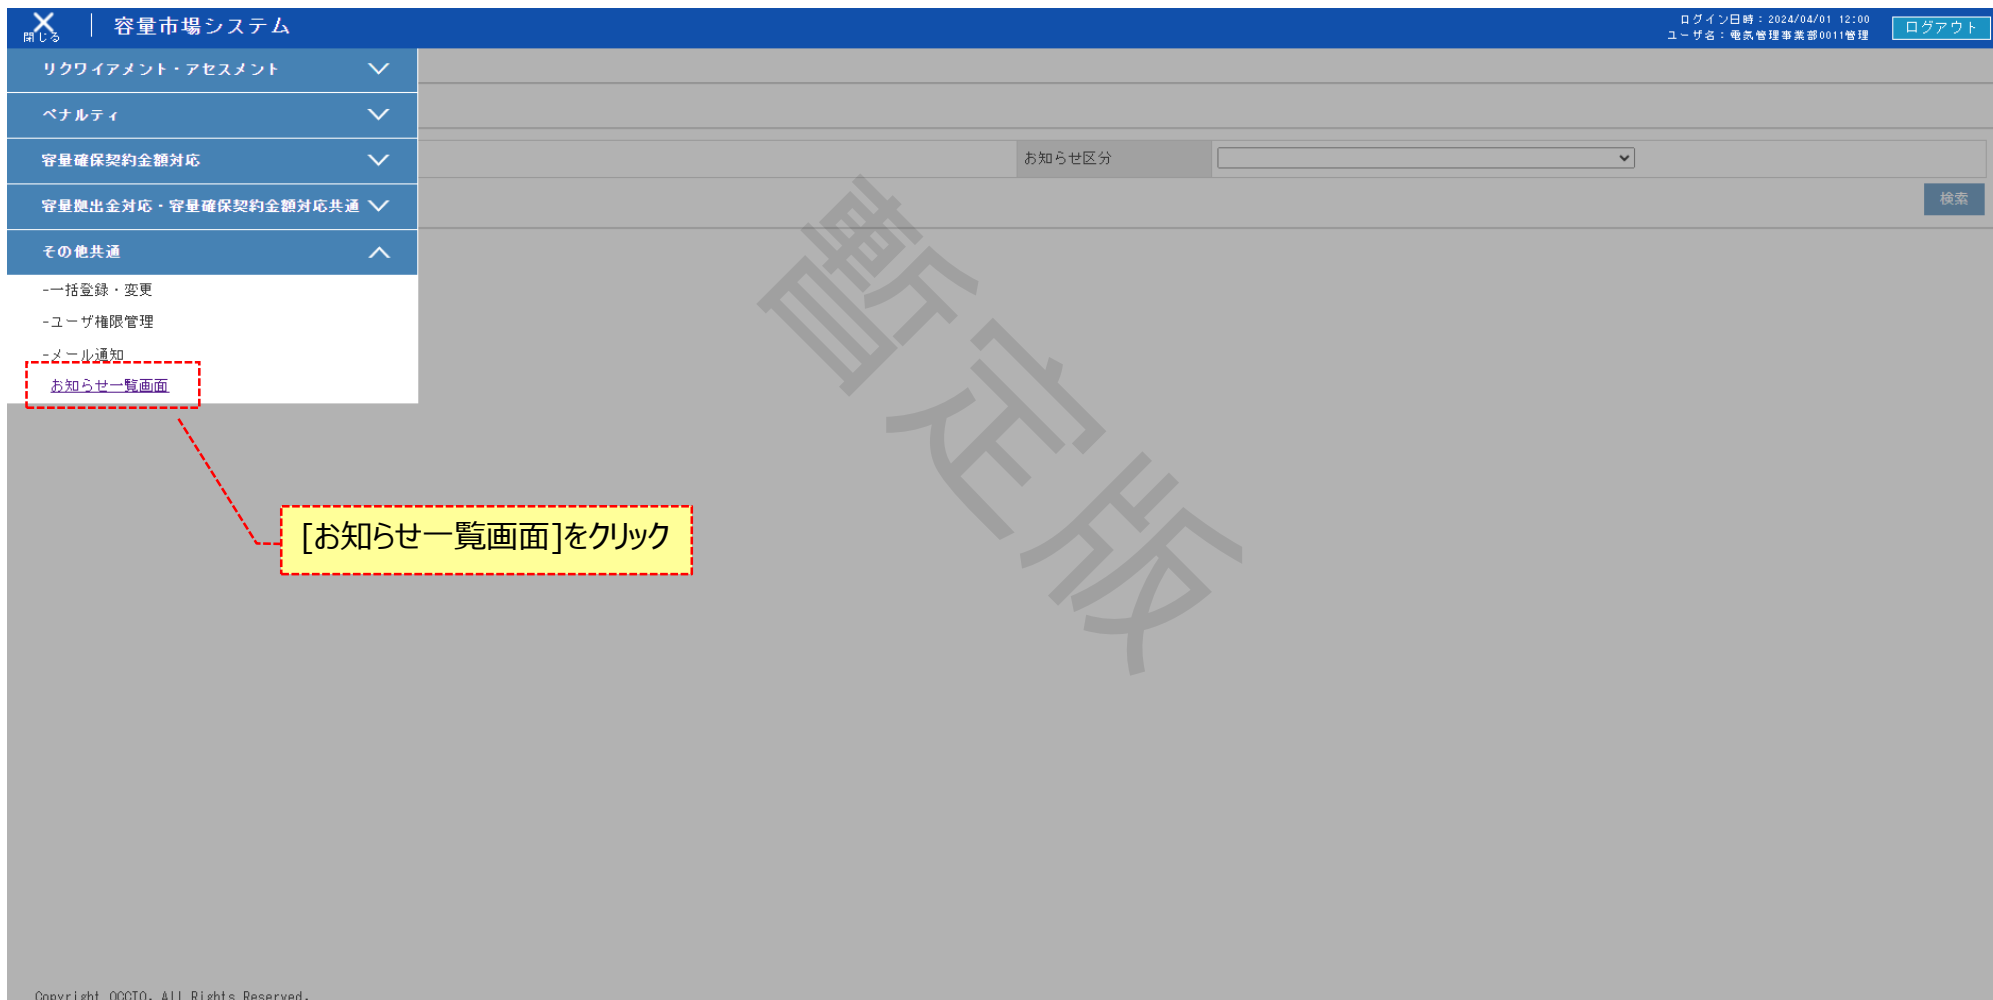 閉じる
容量市場システム
ログイン日時：2024/04/01 12:00
ユーザ名：電気管理事業部0011管理
ログアウト
リクワイアメント・アセスメント
ペナルティ
容量確保契約金額対応
お知らせ区分
容量拠出金対応・容量確保契約金額対応共通
検索
その他共通
-一括登録・変更
-ユーザ権限管理
-メール通知
お知らせ一覧画面
[お知らせ一覧画面]をクリック
暫定版
Copyright OCCTO. All Rights Reserved.